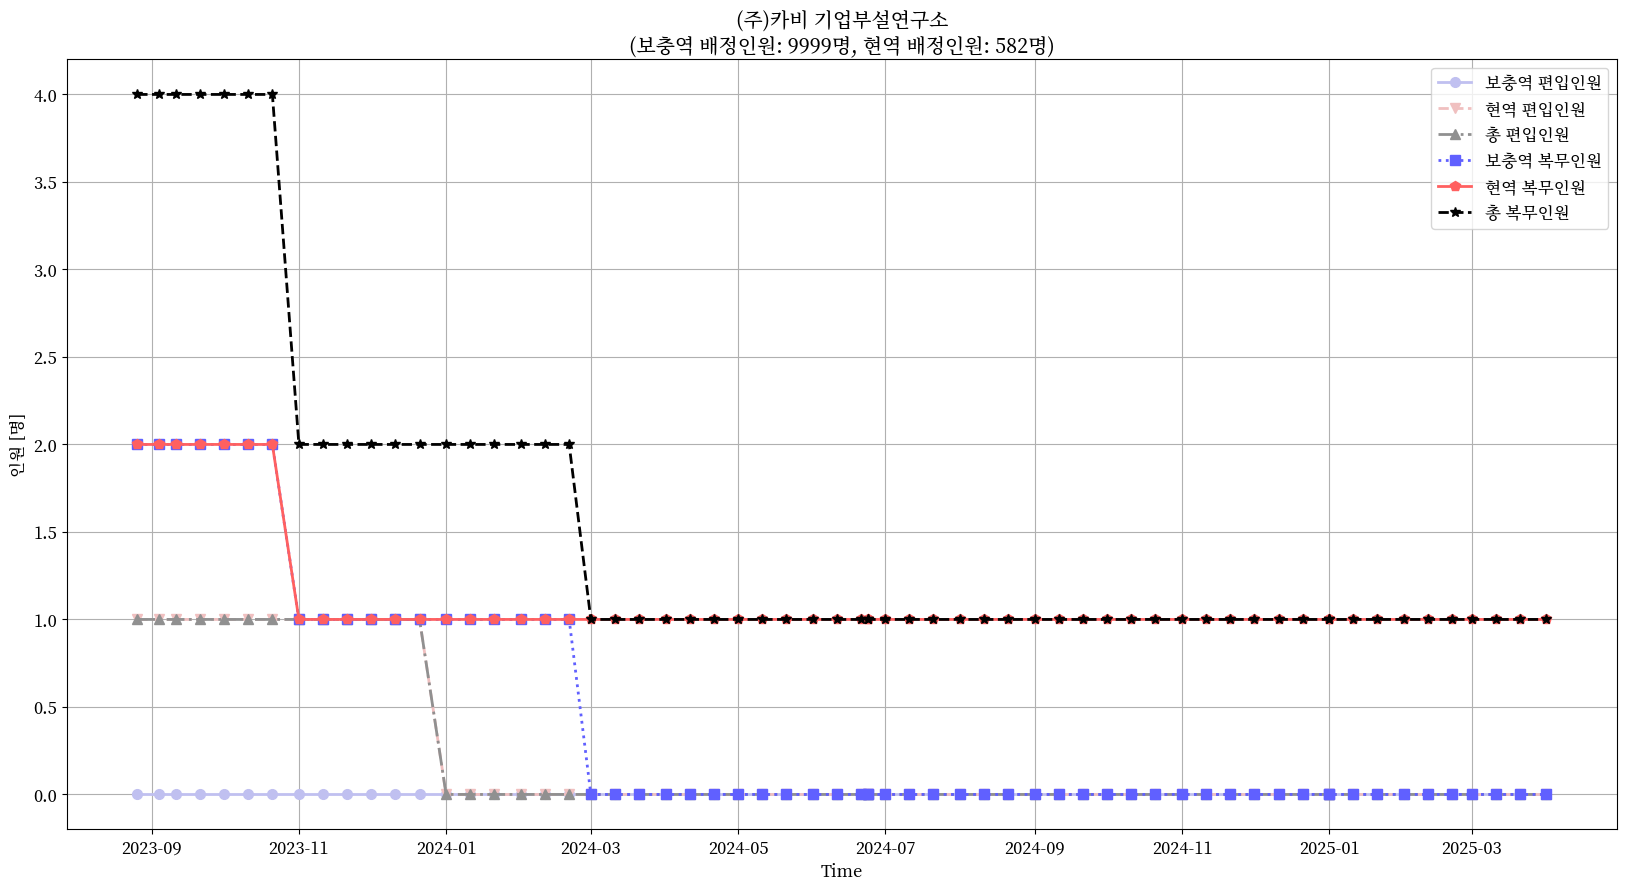 (주)카비 기업부설연구소
(보충역 배정인원: 9999명, 현역 배정인원: 582명)
보충역 편입인원
현역 편입인원
총 편입인원
보충역 복무인원
현역 복무인원
총 복무인원
4.0
3.5
3.0
2.5
2.0
1.5
1.0
0.5
0.0
인원 [명]
2023-09
2023-11
2024-01
2024-03
2024-05
2024-07
2024-09
2024-11
2025-01
2025-03
Time